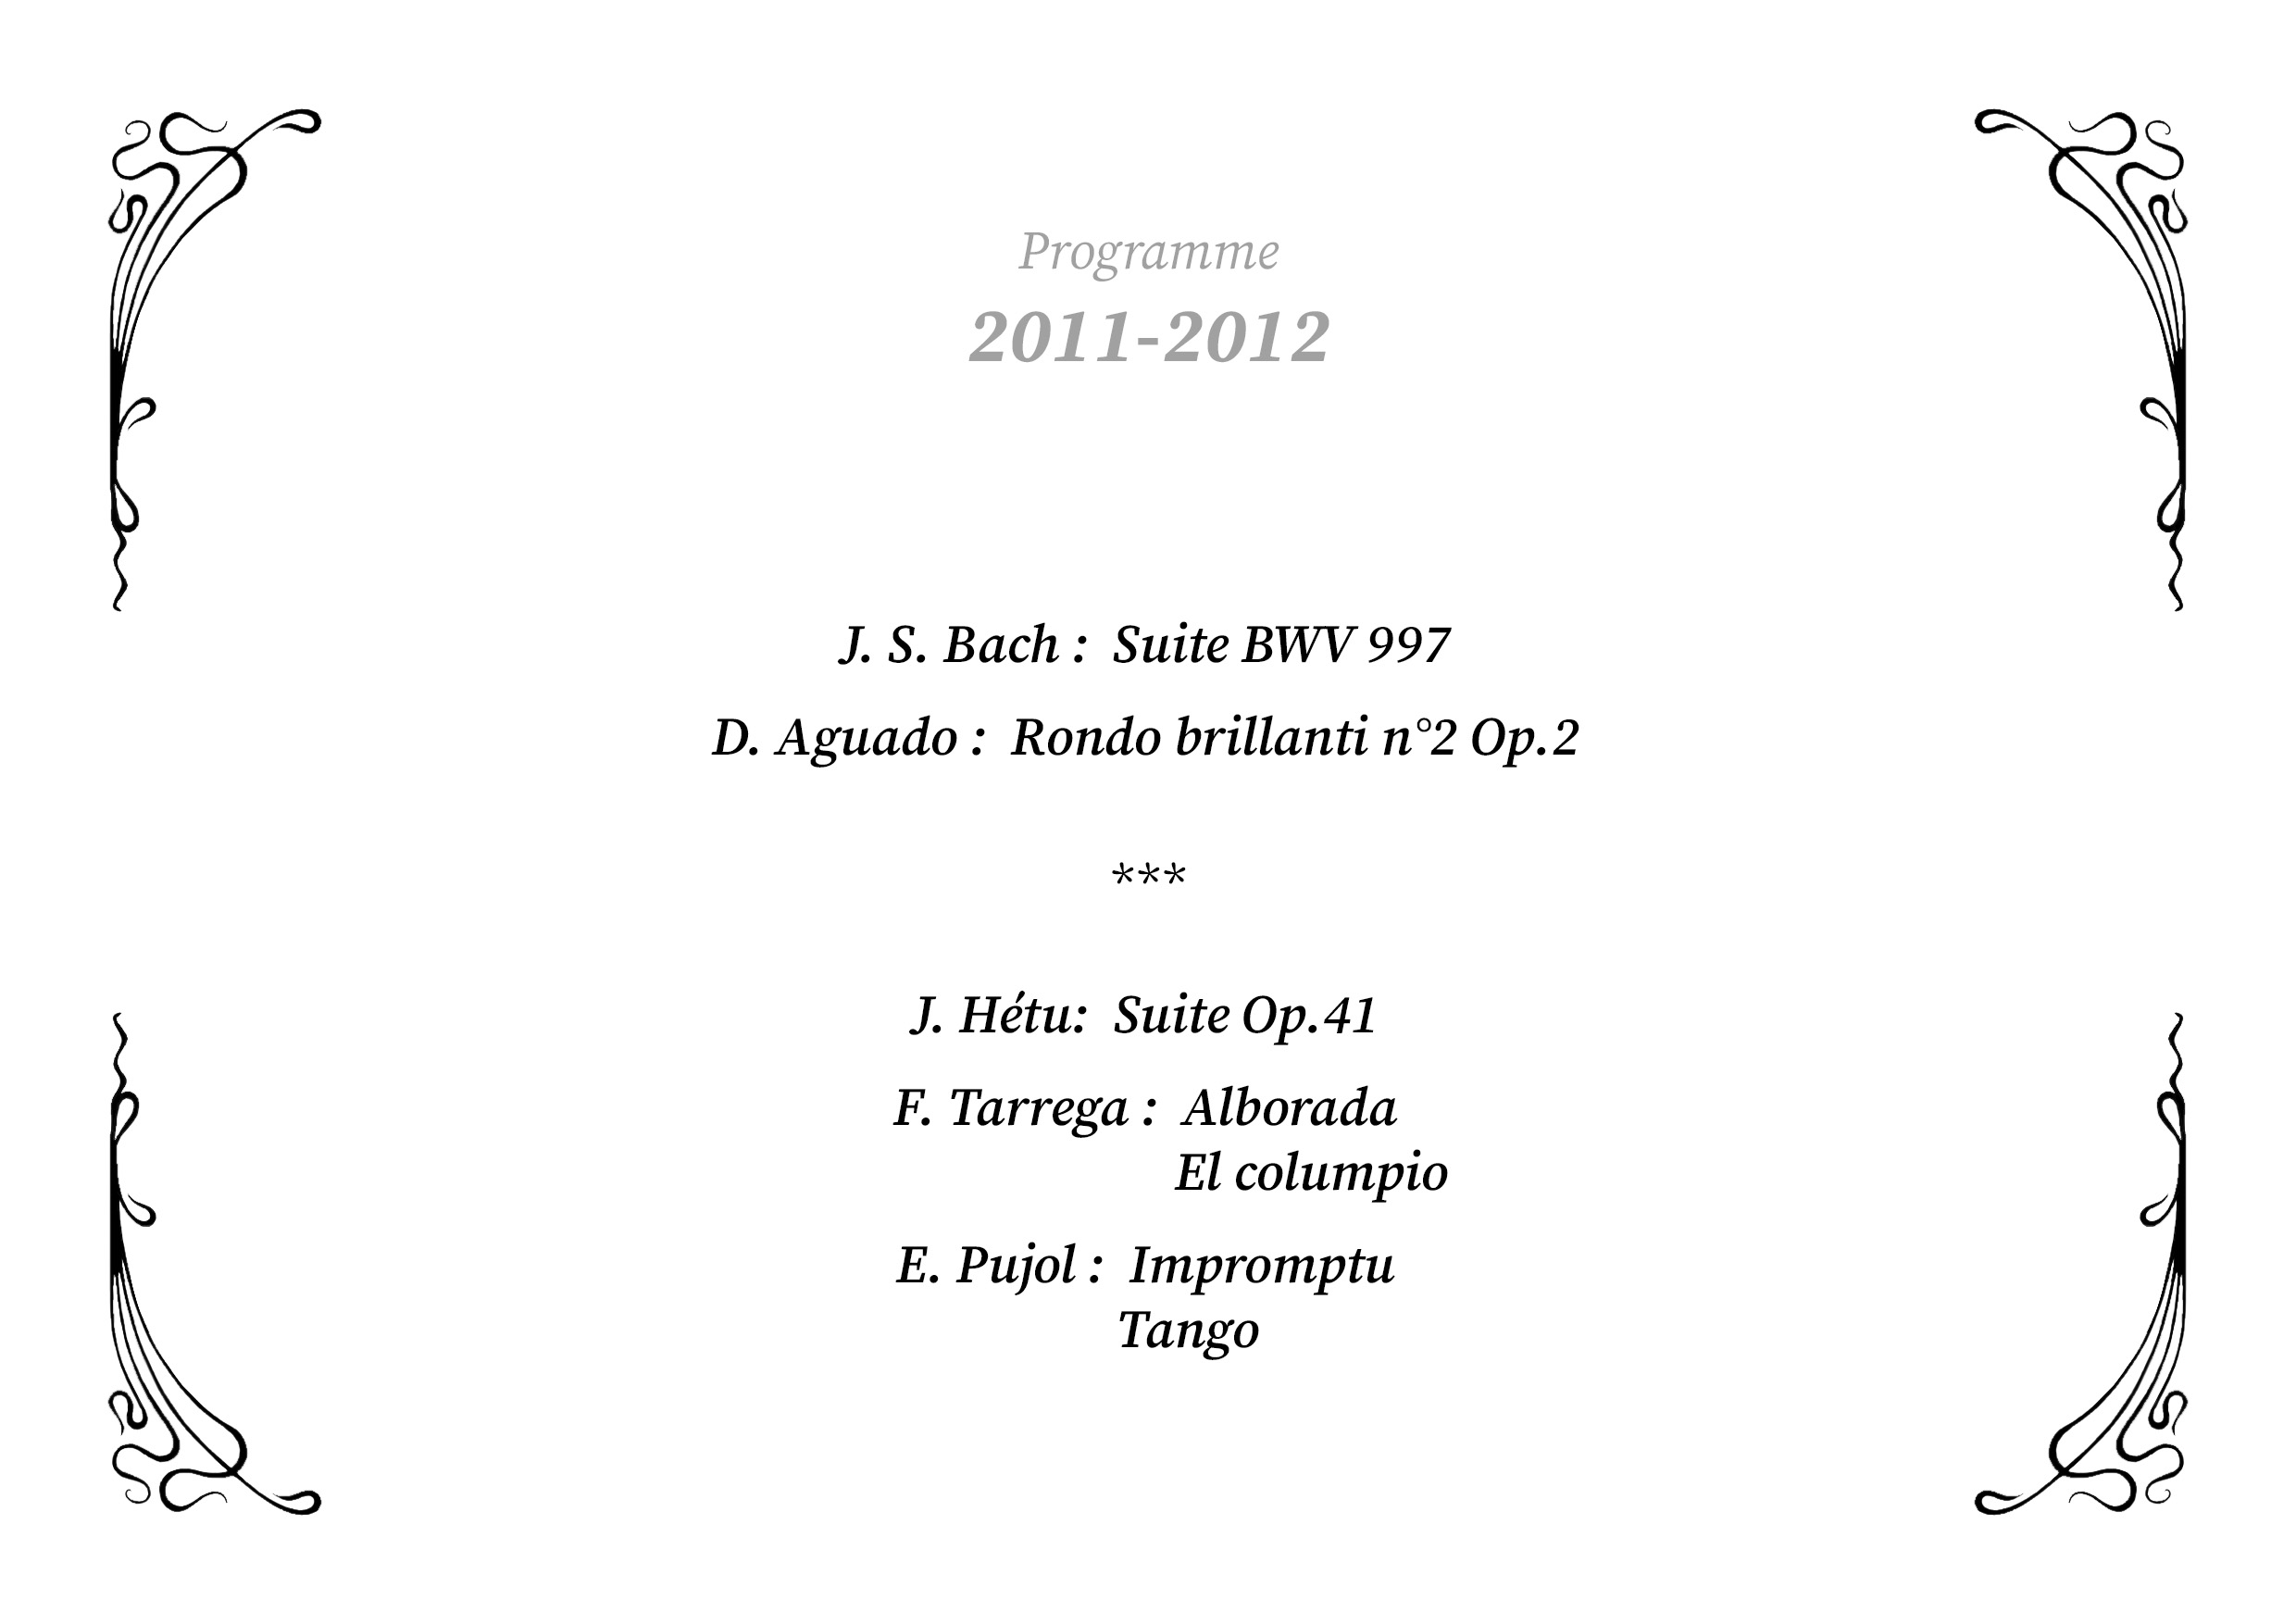 Programme
2011-2012
J. S. Bach : Suite BWV 997
D. Aguado : Rondo brillanti n°2 Op.2
***
J. Hétu: Suite Op.41
F. Tarrega : Alborada
El columpio
E. Pujol : Impromptu
Tango